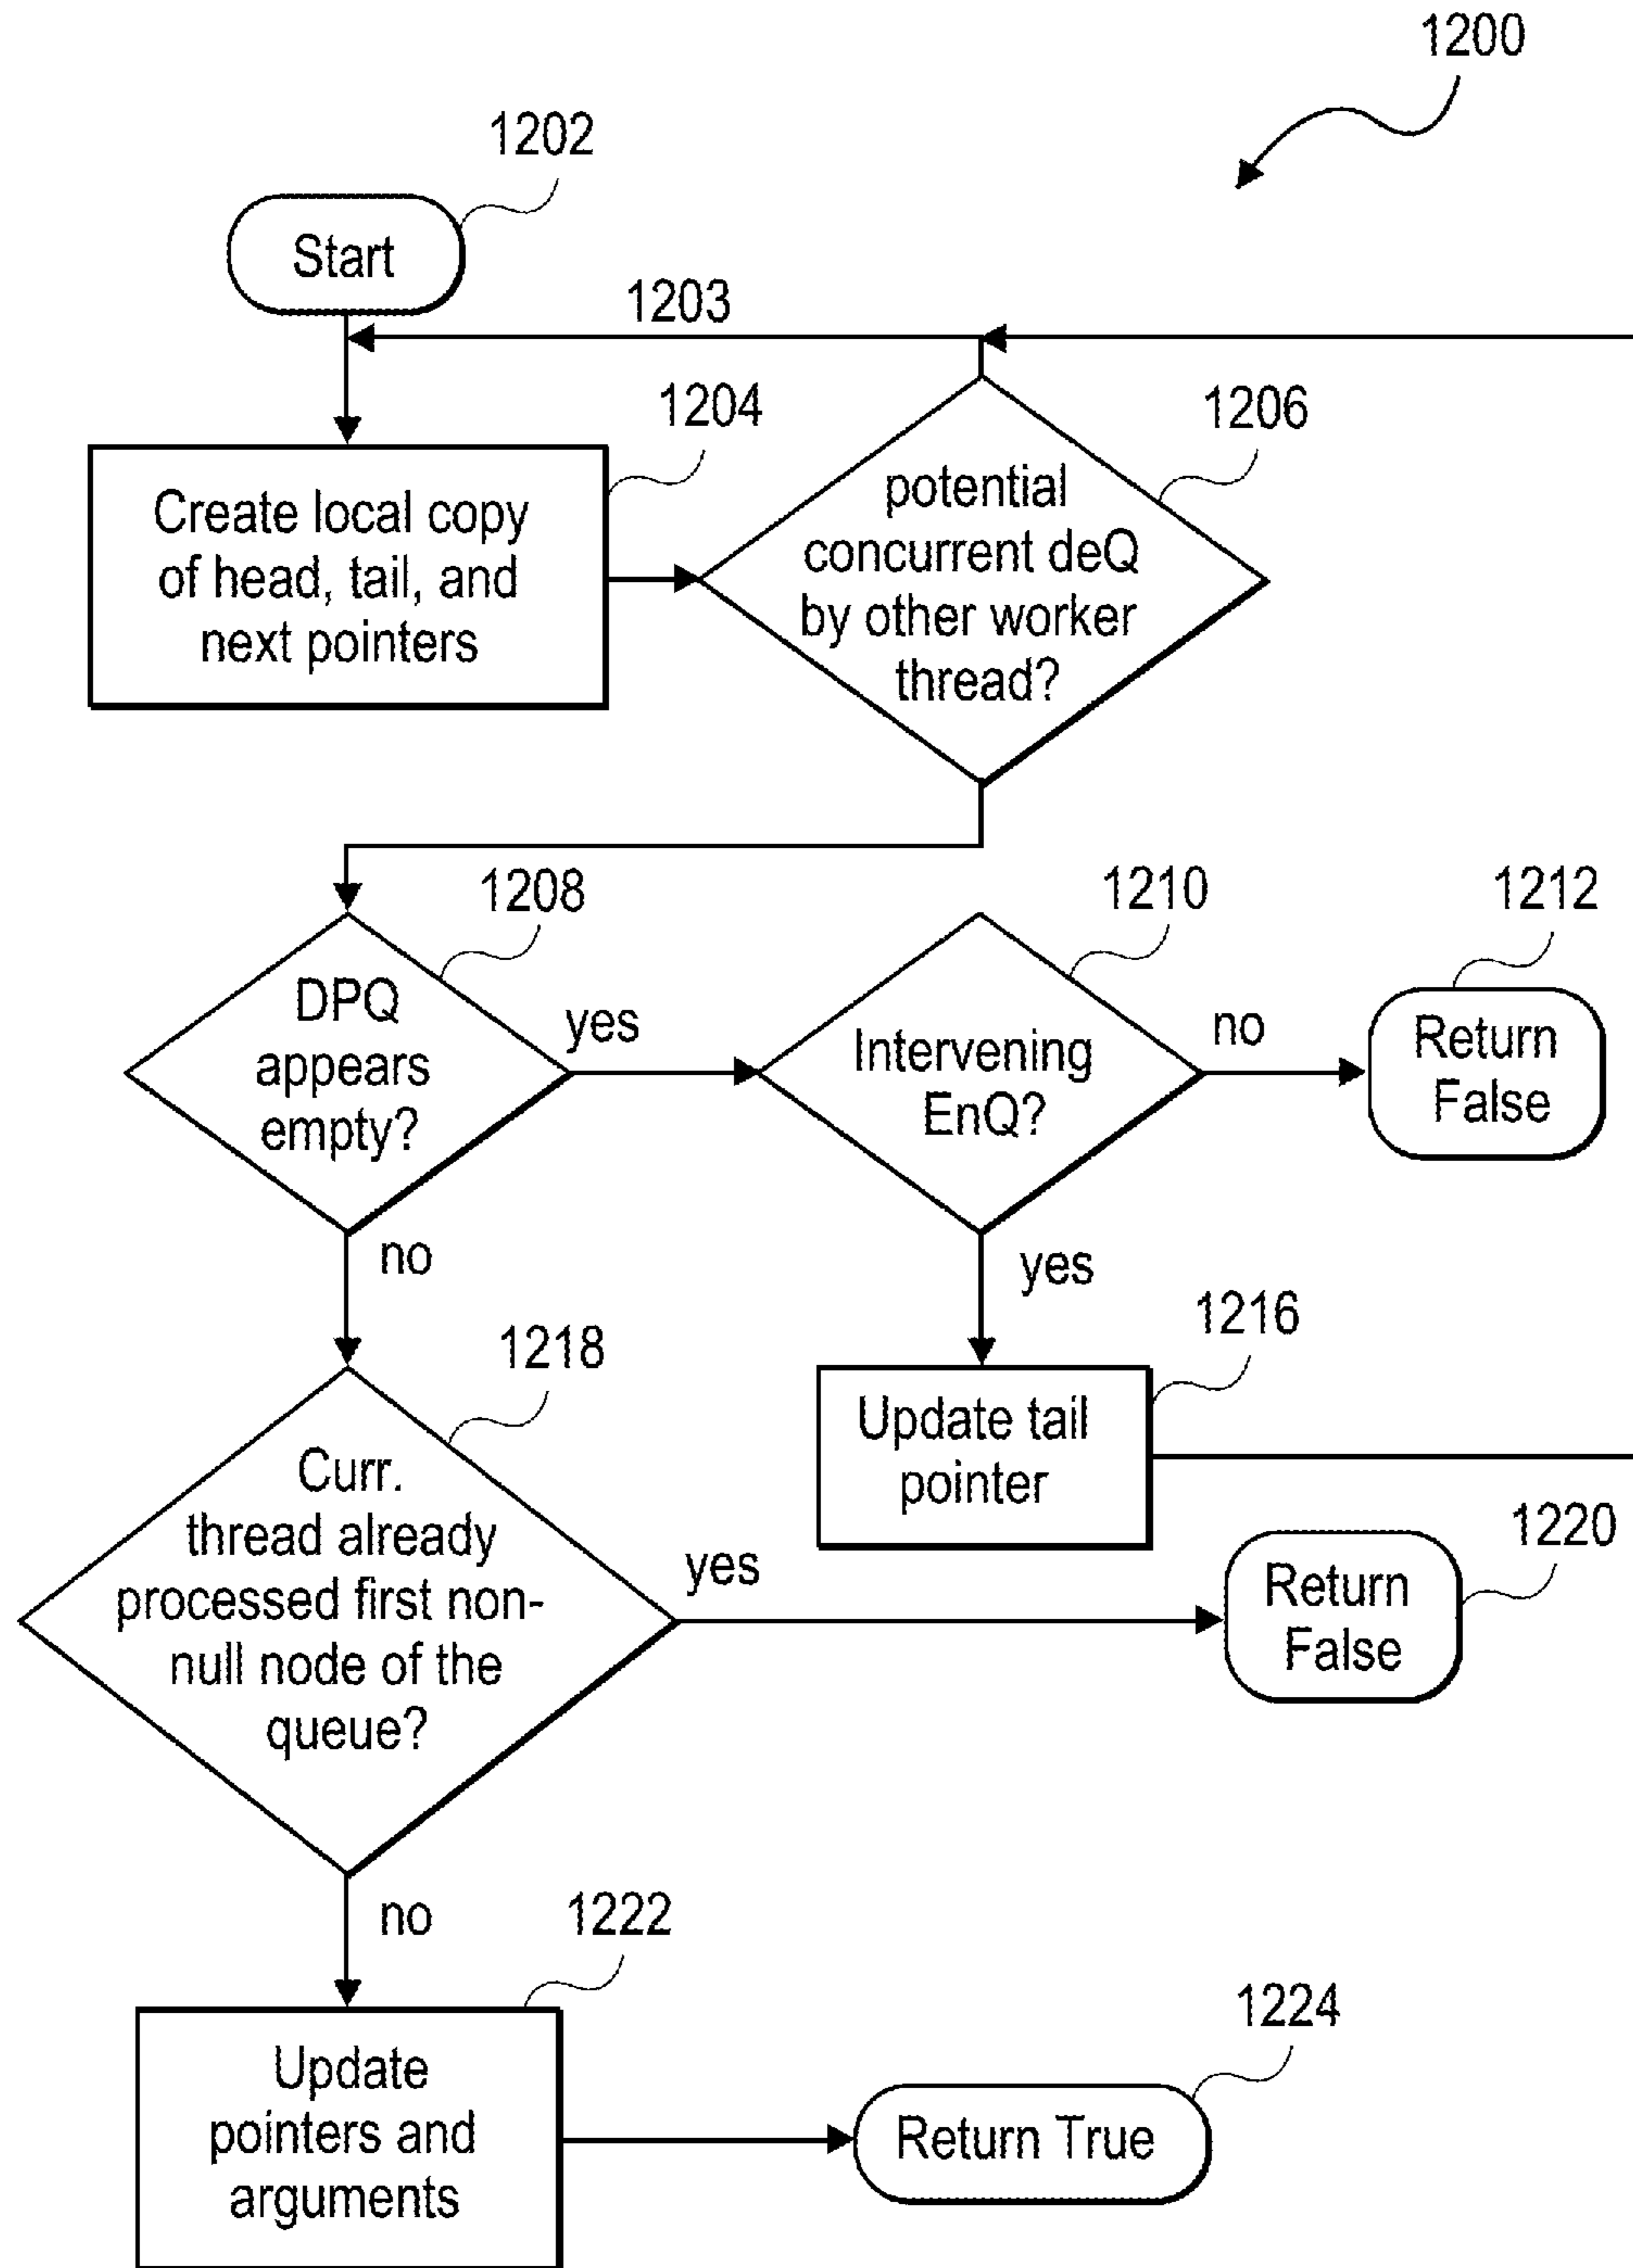 1200
1202
Start
1203
1204
1206
Create local copy
of head, tail, and
next pointers
potential
concurrent deQ
by other worker
thread?
1208
1210
1212
DPQ
appears
empty?
yes
Intervening
EnQ?
no
Return
False
no
yes
1218
1216
Update tail
pointer
Curr.
thread already
processed first non-
null node of the
queue?
yes
1220
Return
False
no
1222
1224
Update
pointers and
arguments
Return True